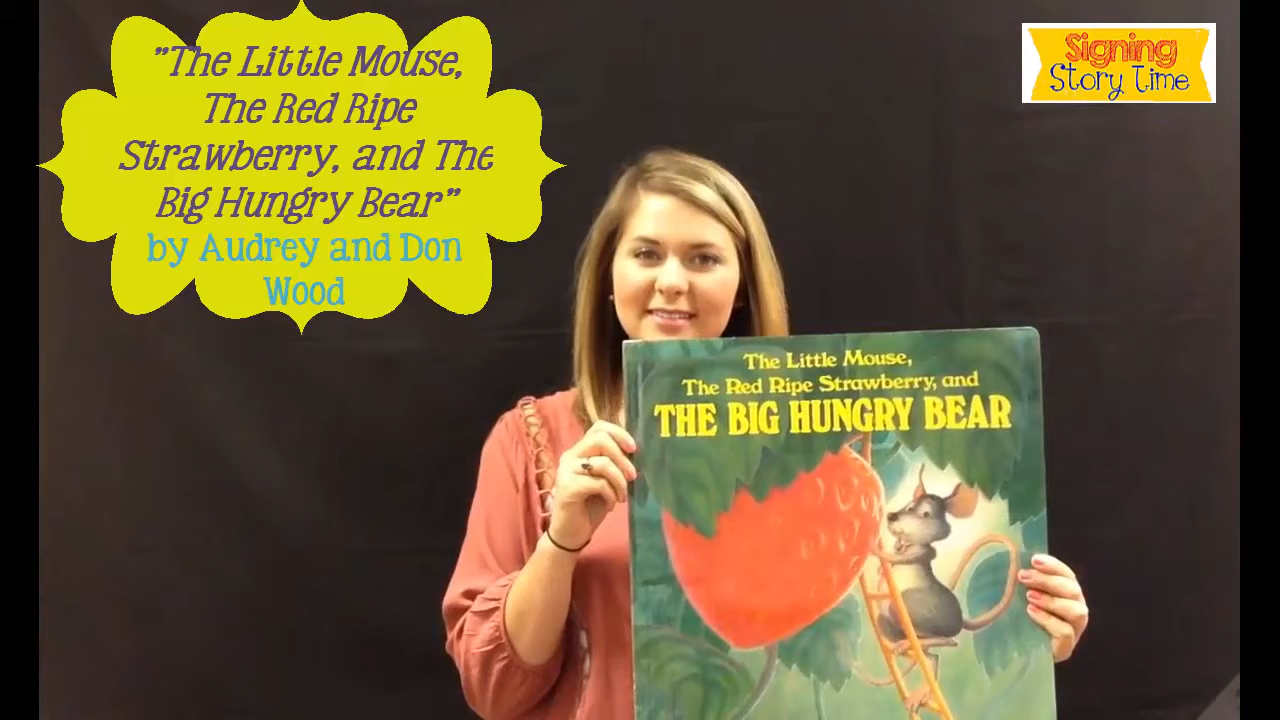 "The Little Mouse,
The Red Ripe
Strawberry, and The
Big Hungry Bear"
by Audrey and Don
Wood
Signing
Story Time
The Little Mouse,
The Red Ripe Strawberry, and
THE BIG HUNGRY BEAR